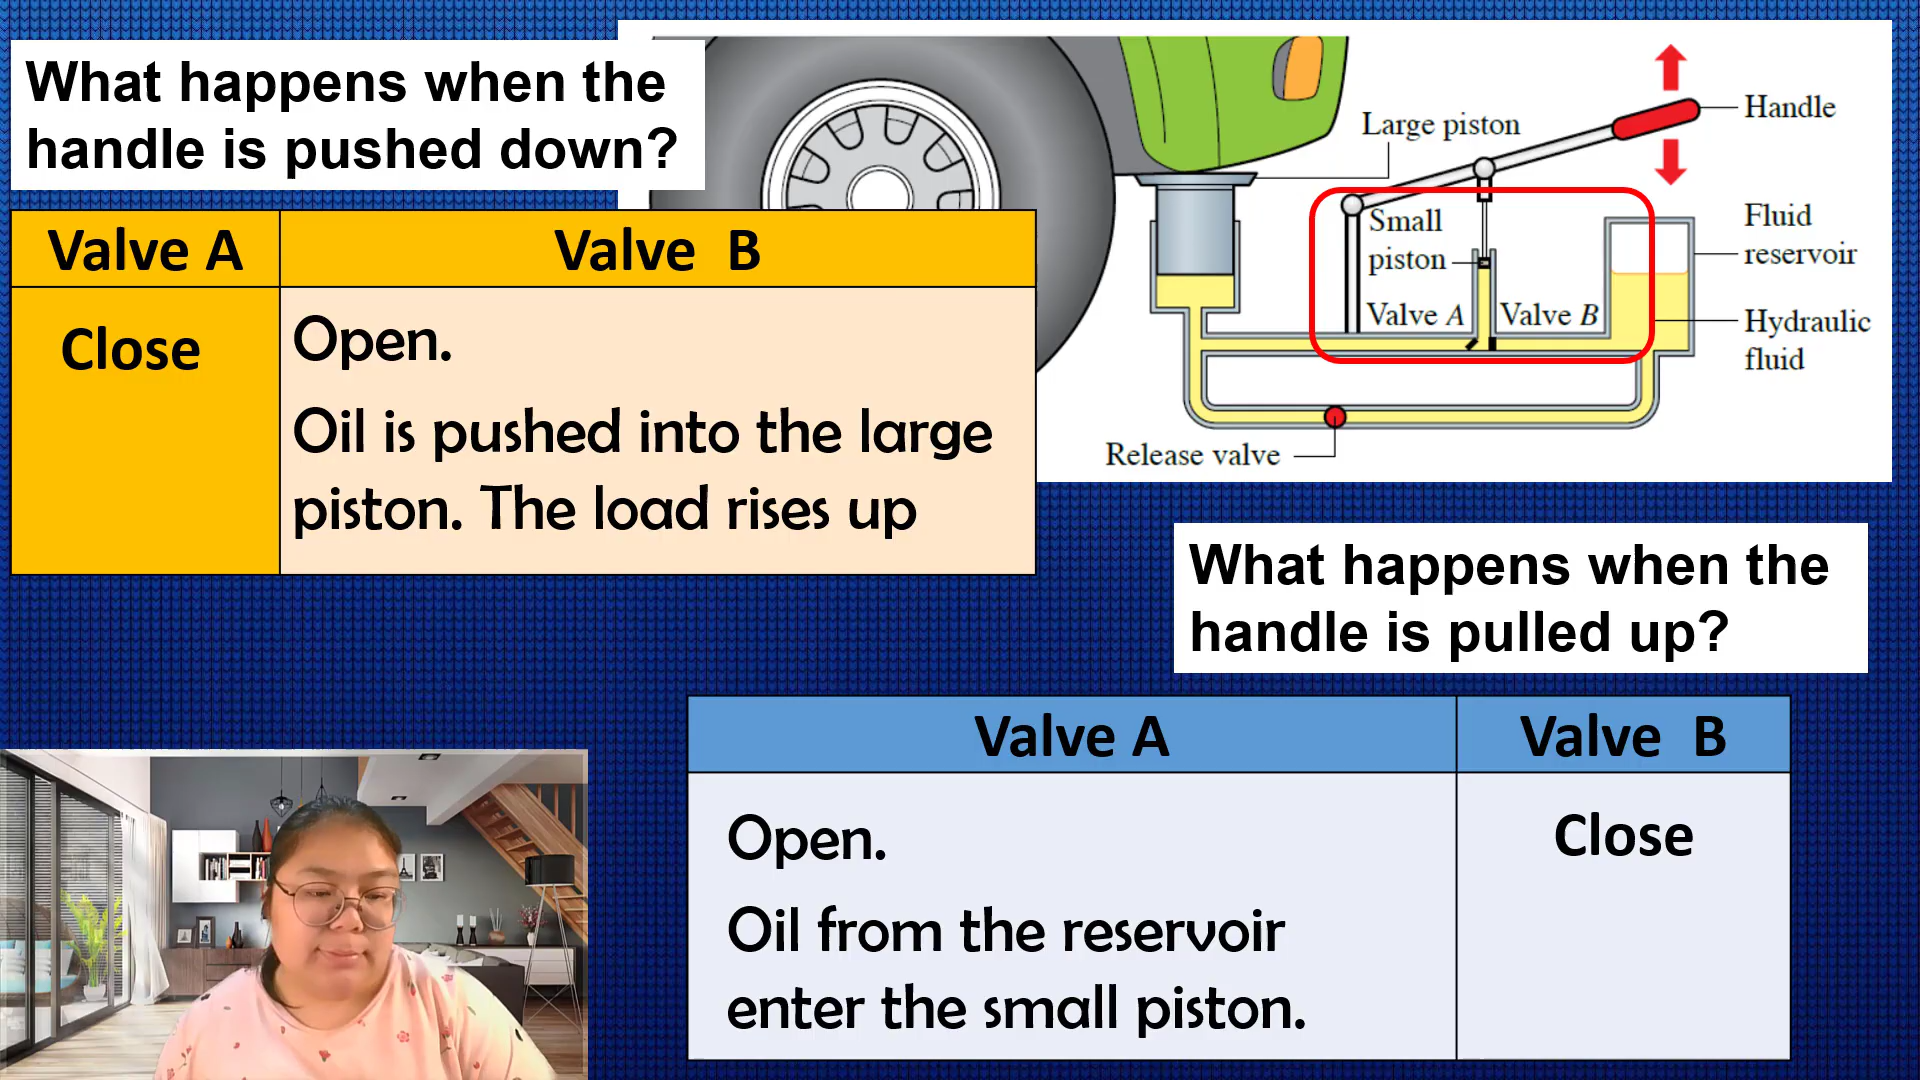 What happens when the
handle is pushed down?
Valve A
Valve B
Close
Open.
Oil is pushed into the large
piston. The load rises up
Large piston
Handle
Small
piston
Fluid
reservoir
Valve A
Valve B
Hydraulic
fluid
Release valve
What happens when the
handle is pulled up?
Valve A
Valve B
Open.
Close
Oil from the reservoir
enter the small piston.